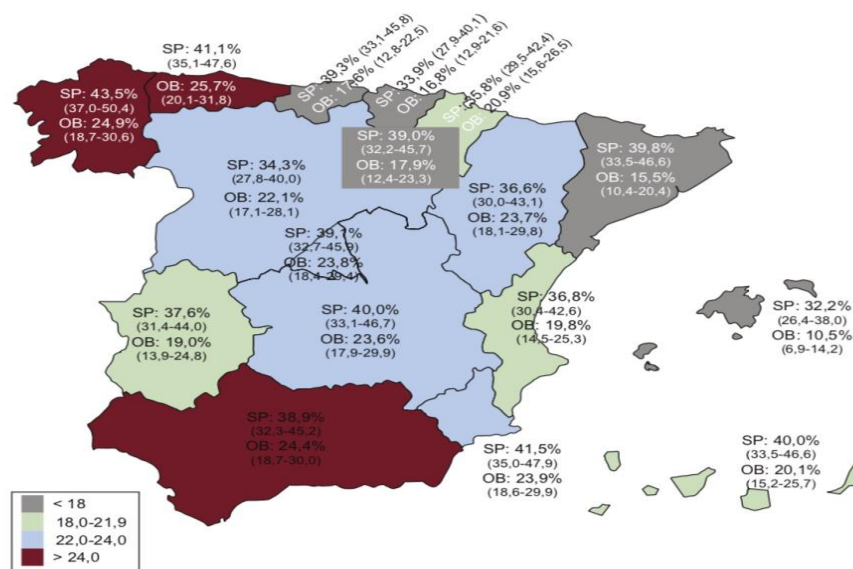 SP: 41,1%
(35,1-47,6)
OB: 25,7%
(20,1-31,8)
SP: 43,5%
(37,0-50,4)
OB: 24,9%
(18,7-30,6)
SP: 39,3% (33,1-45,8)
OB: (12,8-22,5)
SP: 33,9% (27,9-40,1)
OB: 16,8% (12,9-21,6)
SP: 35,8% (29,5-42,4)
OB: 20,9% (15,6-26,5)
SP: 39,0%
(32,2-45,7)
OB: 17,9%
(12,4-23,3)
SP: 34,3%
(27,8-40,0)
OB: 22,1%
(17,1-28,1)
SP: 36,6%
(30,0-43,1)
OB: 23,7%
(18,1-29,8)
SP: 39,8%
(33,5-46,6)
OB: 15,5%
(10,4-20,4)
SP: 39,1%
(32,7-45,9)
OB: 23,8%
(18,4-29,4)
SP: 37,6%
(31,4-44,0)
OB: 19,0%
(13,9-24,8)
SP: 40,0%
(33,1-46,7)
OB: 23,6%
(17,9-29,9)
SP: 36,8%
(30,4-42,6)
OB: 19,8%
(14,5-25,3)
SP: 32,2%
(26,4-38,0)
OB: 10,5%
(6,9-14,2)
SP: 38,9%
(32,3-45,2)
OB: 24,4%
(18,7-30,0)
SP: 41,5%
(35,0-47,9)
OB: 23,9%
(18,6-29,9)
SP: 40,0%
(33,5-46,6)
OB: 20,1%
(15,2-25,7)
< 18
18,0-21,9
22,0-24,0
> 24,0